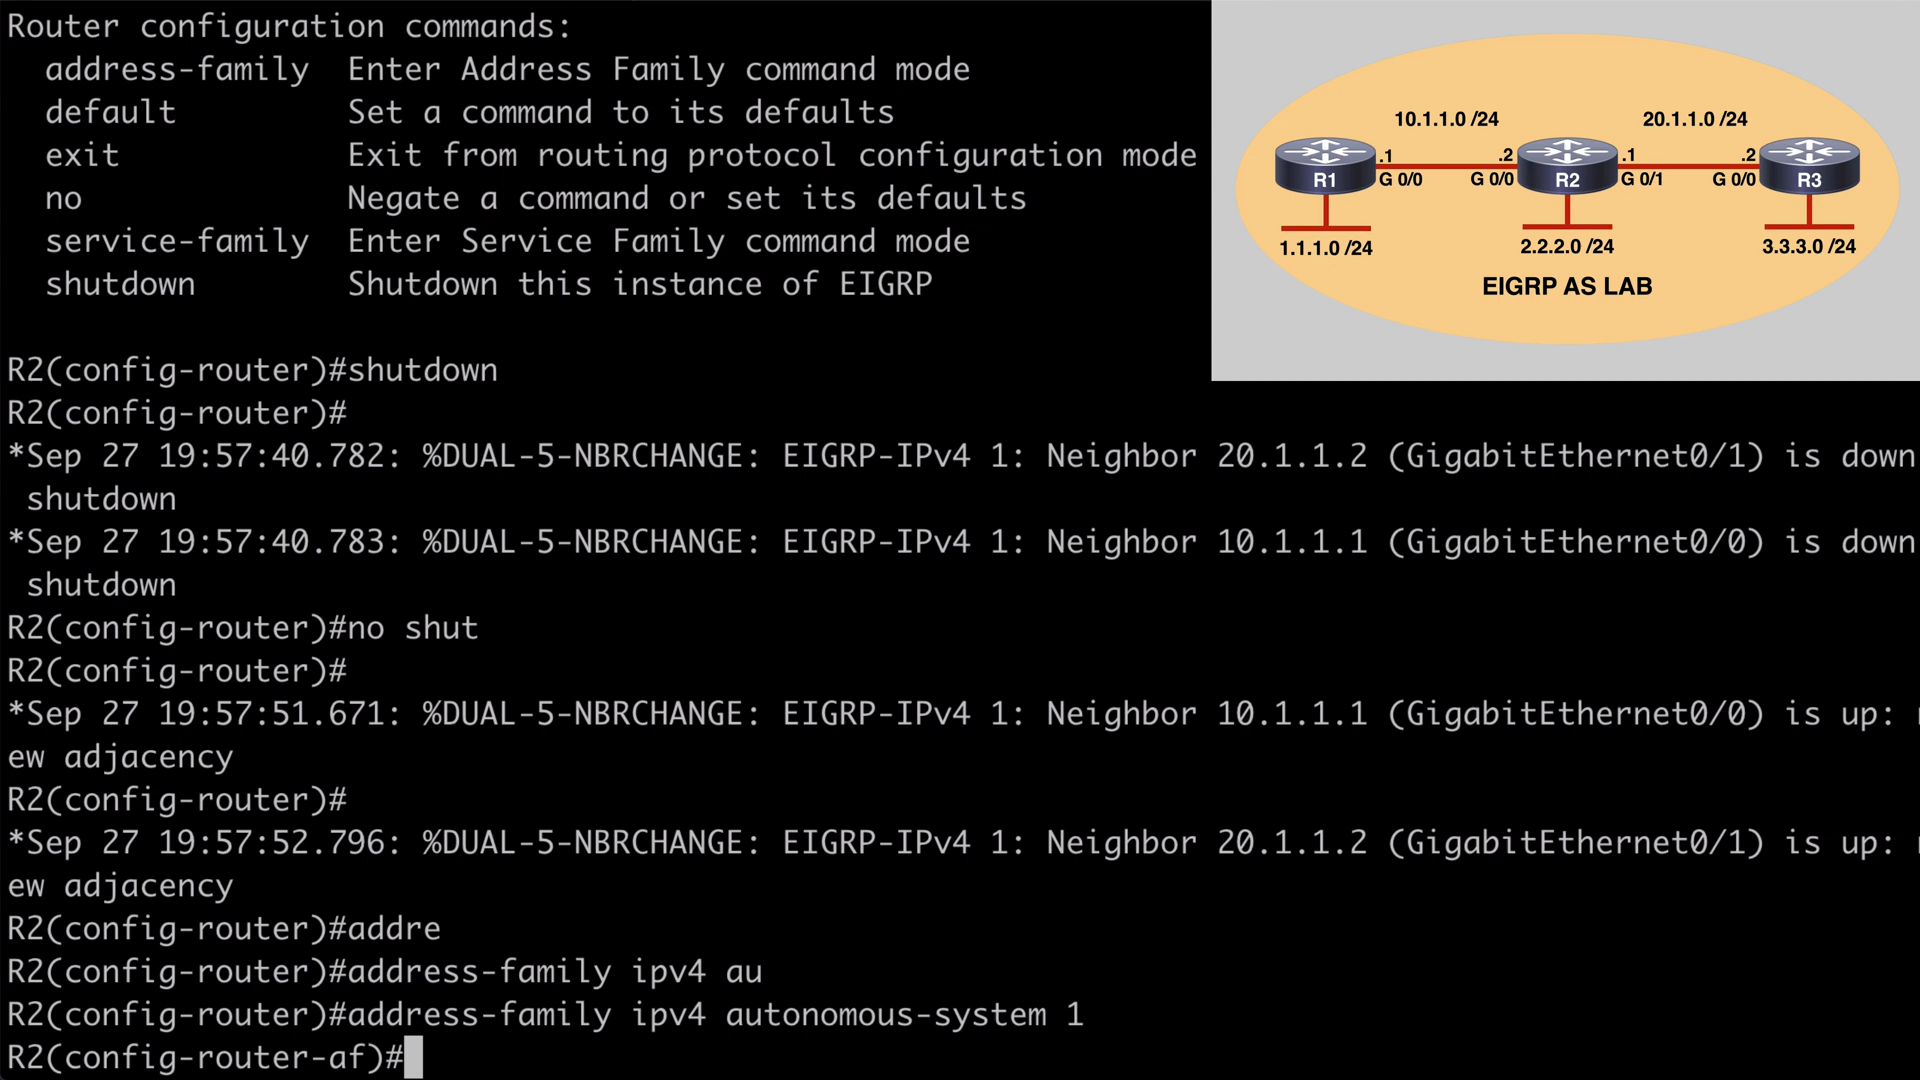 Router configuration commands:
address-family  Enter Address Family command mode
default         Set a command to its defaults
exit            Exit from routing protocol configuration mode
no              Negate a command or set its defaults
service-family  Enter Service Family command mode
shutdown        Shutdown this instance of EIGRP
R2(config-router)#shutdown
R2(config-router)#
*Sep 27 19:57:40.782: %DUAL-5-NBRCHANGE: EIGRP-IPv4 1: Neighbor 20.1.1.2 (GigabitEthernet0/1) is down
shutdown
*Sep 27 19:57:40.783: %DUAL-5-NBRCHANGE: EIGRP-IPv4 1: Neighbor 10.1.1.1 (GigabitEthernet0/0) is down
shutdown
R2(config-router)#no shut
R2(config-router)#
*Sep 27 19:57:51.671: %DUAL-5-NBRCHANGE: EIGRP-IPv4 1: Neighbor 10.1.1.1 (GigabitEthernet0/0) is up:
ew adjacency
R2(config-router)#
*Sep 27 19:57:52.796: %DUAL-5-NBRCHANGE: EIGRP-IPv4 1: Neighbor 20.1.1.2 (GigabitEthernet0/1) is up:
ew adjacency
R2(config-router)#addre
R2(config-router)#address-family ipv4 au
R2(config-router)#address-family ipv4 autonomous-system 1
R2(config-router-af)#
10.1.1.0 /24 20.1.1.0 /24
.1 .2 .1 .2
R1 G 0/0 G 0/0 R2 G 0/1 G 0/0 R3
1.1.1.0 /24 2.2.2.0 /24 3.3.3.0 /24
EIGRP AS LAB